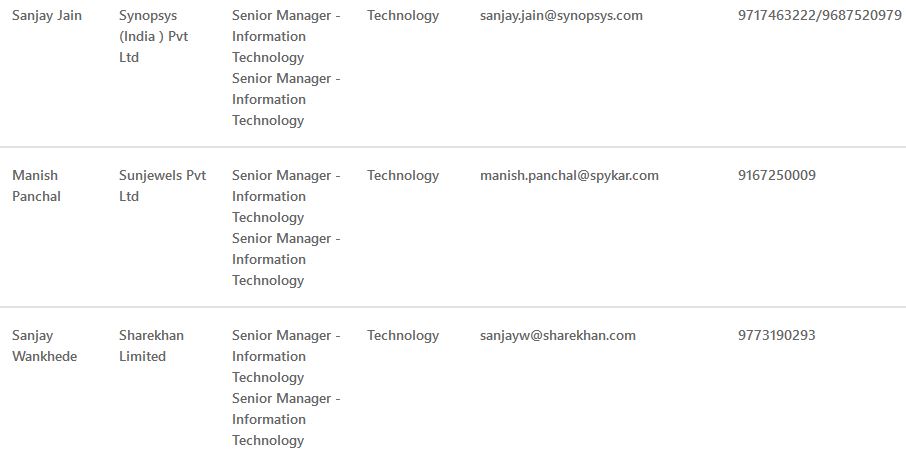 Sanjay Jain Synopsys Senior Manager - Technology sanjay.jain@synopsys.com 9717463222/9687520979
(India ) Pvt Information
Ltd Technology
Senior Manager -
Information
Technology
Manish Sunjewels Pvt Senior Manager - Technology manish.panchal@spykar.com 9167250009
Panchal Ltd Information
Technology
Senior Manager -
Information
Technology
Sanjay Sharekhan Senior Manager - Technology sanjayw@sharekhan.com 9773190293
Wankhede Limited Information
Technology
Senior Manager -
Information
Technology